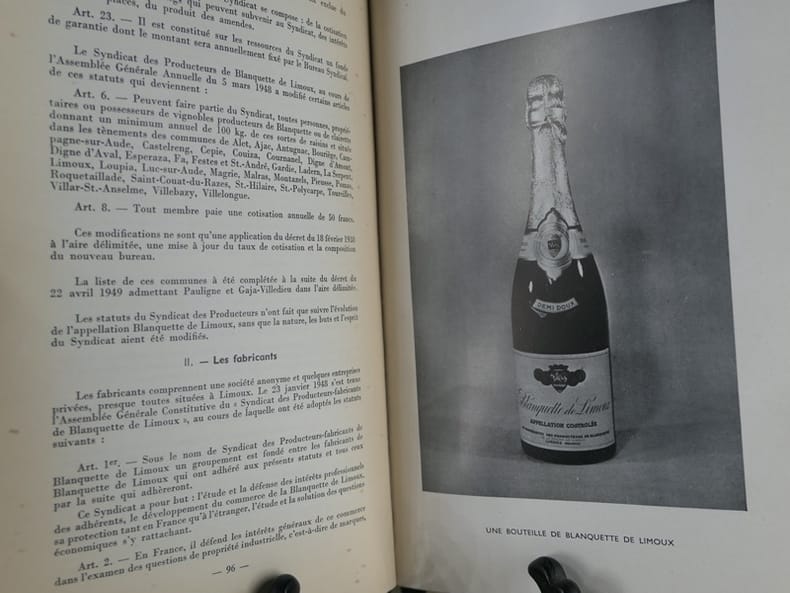 Syndicat se compose : de la cotisation
qui peuvent subvenir au Syndicat, des intérêts
placés, du produit des amendes.
Art. 23. — Il est constitué sur les ressources du Syndicat un fonds
de garantie dont le montant sera annuellement fixé par le Bureau Syndical.
Le Syndicat des Producteurs de Blanquette de Limoux, au cours de
l'Assemblée Générale Annuelle du 5 mars 1948 a modifié certains articles
de ces statuts qui deviennent :
Art. 6. — Peuvent faire partie du Syndicat, toutes personnes, proprié-
taires ou possesseurs de vignobles producteurs de Blanquette ou de clairette
donnant un minimum annuel de 100 kg. de ces sortes de raisins et situés
dans les tènements des communes de Alet, Ajac, Antugnac, Bouriège, Cam-
pagne-sur-Aude, Castelreng, Cepie, Couiza, Cournanel, Digne d'Amont,
Digne d'Aval, Esperaza, Fa, Festes et St.-André, Gardie, Ladern, La Serpent,
Limoux, Loupia, Luc-sur-Aude, Magrie, Malras, Montazels, Pieusse, Pomas,
Roquetaillade, Saint-Couat-du-Razes, St.-Hilaire, St.-Polycarpe, Toureilles,
Villar-St.-Anselme, Villebazy, Villelongue.
Art. 8. — Tout membre paie une cotisation annuelle de 50 francs.
Ces modifications ne sont qu'une application du décret du 18 février 1938
à l'aire délimitée, une mise à jour du taux de cotisation et la composition
du nouveau bureau.
La liste de ces communes à été complétée à la suite du décret du
22 avril 1949 admettant Pauligne et Gaja-Villedieu dans l'aire délimitée.
Les statuts du Syndicat des Producteurs n'ont fait que suivre l'évolution
de l'appellation Blanquette de Limoux, sans que la nature, les buts et l'esprit
du Syndicat aient été modifiés.
II. — Les fabricants
Les fabricants comprennent une société anonyme et quelques entreprises
privées, presque toutes situées à Limoux. Le 23 janvier 1948 s'est tenue
l'Assemblée Générale Constitutive du « Syndicat des Producteurs-fabricants
de Blanquette de Limoux », au cours de laquelle ont été adoptés les statuts
suivants :
Art. 1er. — Sous le nom de Syndicat des Producteurs-fabricants de
Blanquette de Limoux un groupement est fondé entre les fabricants de
Blanquette de Limoux qui ont adhéré aux présents statuts et tous ceux
par la suite qui adhèreront.
Ce Syndicat a pour but : l'étude et la défense des intérêts professionnels
des adhérents, le développement du commerce de la Blanquette de Limoux,
sa protection tant en France qu'à l'étranger, l'étude et la solution des questions
économiques s'y rattachant.
Art. 2. — En France, il défend les intérêts généraux de ce commerce
dans l'examen des questions de propriété industrielle, c'est-à-dire de marques,
— 96 —
DEMI DOUX
Blanquette de Limoux
APPELLATION CONTRÔLÉE
UNE BOUTEILLE DE BLANQUETTE DE LIMOUX